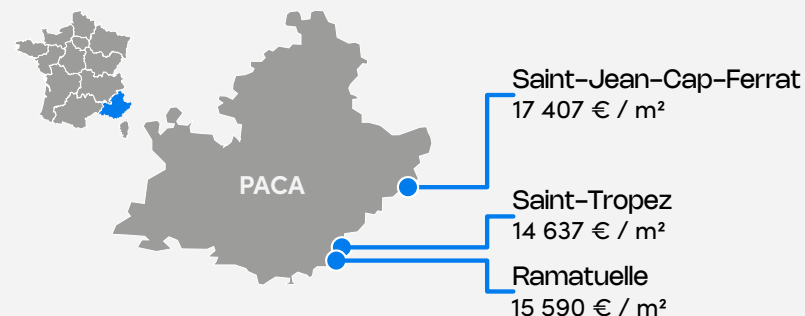 PACA
Saint-Jean-Cap-Ferrat
17 407 € / m²
Saint-Tropez
14 637 € / m²
Ramatuelle
15 590 € / m²